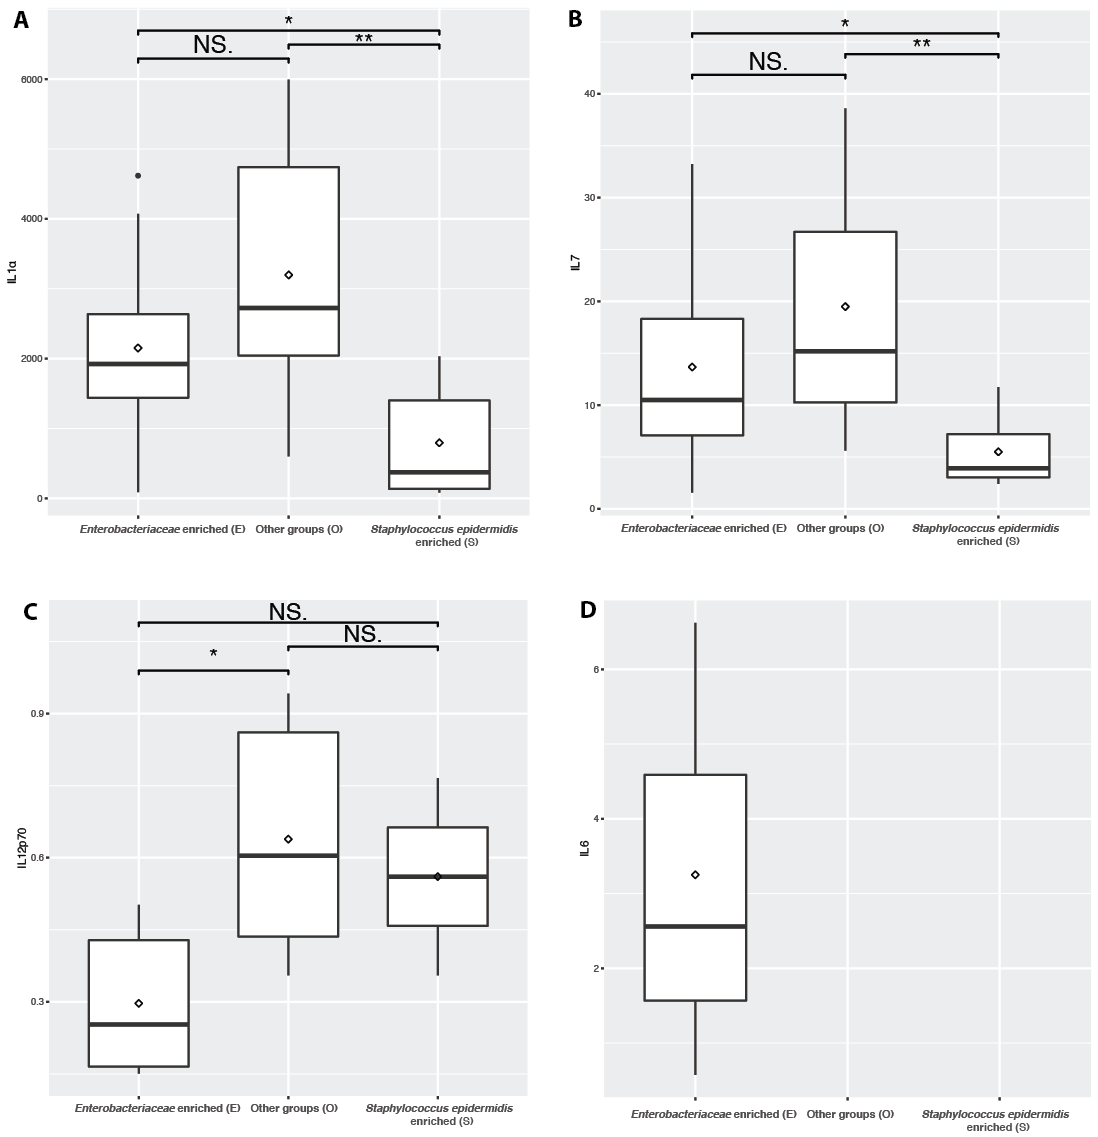 A
*
NS.
**
6000
4000
2000
0
IL1α
Enterobacteriaceae enriched (E)
Other groups (O)
Staphylococcus epidermidis
enriched (S)
B
*
**
NS.
40
30
20
10
0
IL7
Enterobacteriaceae enriched (E)
Other groups (O)
Staphylococcus epidermidis
enriched (S)
C
NS.
NS.
*
0.9
0.6
0.3
IL12p70
Enterobacteriaceae enriched (E)
Other groups (O)
Staphylococcus epidermidis
enriched (S)
D
6
4
2
IL6
Enterobacteriaceae enriched (E)
Other groups (O)
Staphylococcus epidermidis
enriched (S)